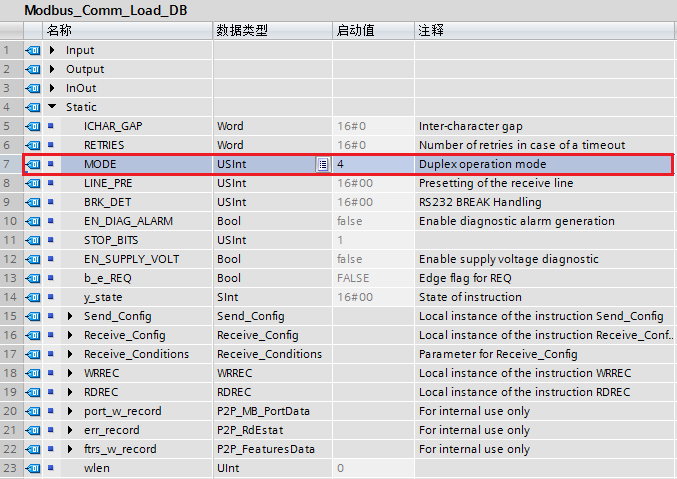 Modbus_Comm_Load_DB
名称 数据类型 启动值 注释
1 Input
2 Output
3 InOut
4 Static
5 ICHAR_GAP Word 16#0 Inter-character gap
6 RETRIES Word 16#0 Number of retries in case of a timeout
7 MODE USInt 4 Duplex operation mode
8 LINE_PRE USInt 16#00 Presetting of the receive line
9 BRK_DET USInt 16#00 RS232 BREAK Handling
10 EN_DIAG_ALARM Bool false Enable diagnostic alarm generation
11 STOP_BITS USInt 1
12 EN_SUPPLY_VOLT Bool false Enable supply voltage diagnostic
13 b_e_REQ Bool FALSE Edge flag for REQ
14 y_state SInt 16#00 State of instruction
15 Send_Config Send_Config Local instance of the instruction Send_Config
16 Receive_Config Receive_Config Local instance of the instruction Receive_Conf...
17 Receive_Conditions Receive_Conditions Parameter for Receive_Config
18 WRREC WRREC Local instance of the instruction WRREC
19 RDREC RDREC Local instance of the instruction RDREC
20 port_w_record P2P_MB_PortData For internal use only
21 err_record P2P_RdEstat For internal use only
22 ftrs_w_record P2P_FeaturesData For internal use only
23 wlen UInt 0